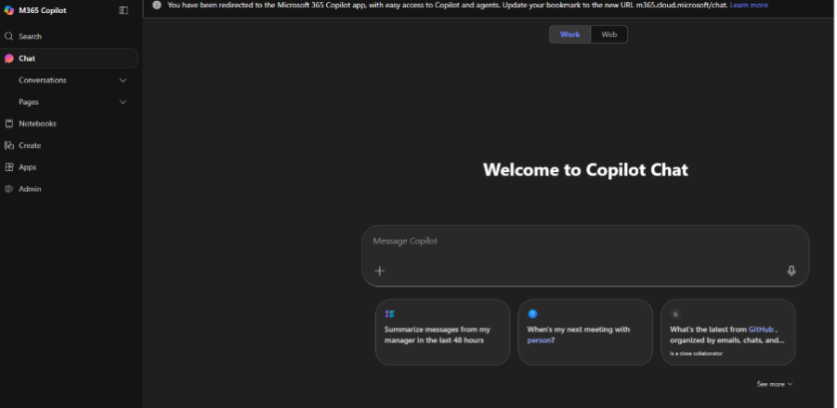 M365 Copilot
You have been redirected to the Microsoft 365 Copilot app, with easy access to Copilot and agents. Update your bookmark to the new URL m365.cloud.microsoft/chat. Learn more
Search
Chat
Conversations
Pages
Notebooks
Create
Apps
Admin
Work
Web
Welcome to Copilot Chat
Message Copilot
Summarize messages from my
manager in the last 48 hours
When's my next meeting with
person?
What's the latest from GitHub ,
organized by emails, chats, and...
Is a close collaborator
See more